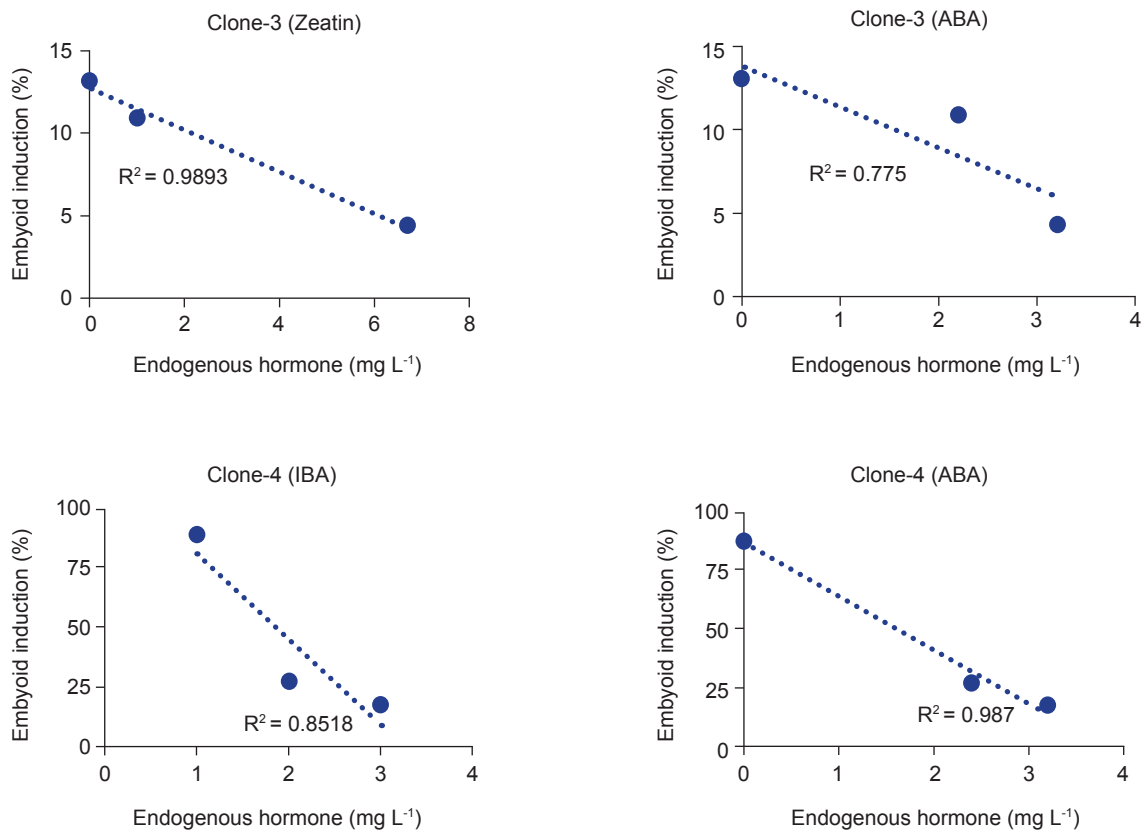 Clone-3 (Zeatin)
15
10
5
0
0 2 4 6 8
Embyoid induction (%)
R² = 0.9893
Endogenous hormone (mg L⁻¹)
Clone-3 (ABA)
15
10
5
0
0 1 2 3 4
Embyoid induction (%)
R² = 0.775
Endogenous hormone (mg L⁻¹)
Clone-4 (IBA)
100
75
50
25
0
0 1 2 3 4
Embyoid induction (%)
R² = 0.8518
Endogenous hormone (mg L⁻¹)
Clone-4 (ABA)
100
75
50
25
0
0 1 2 3 4
Embyoid induction (%)
R² = 0.987
Endogenous hormone (mg L⁻¹)